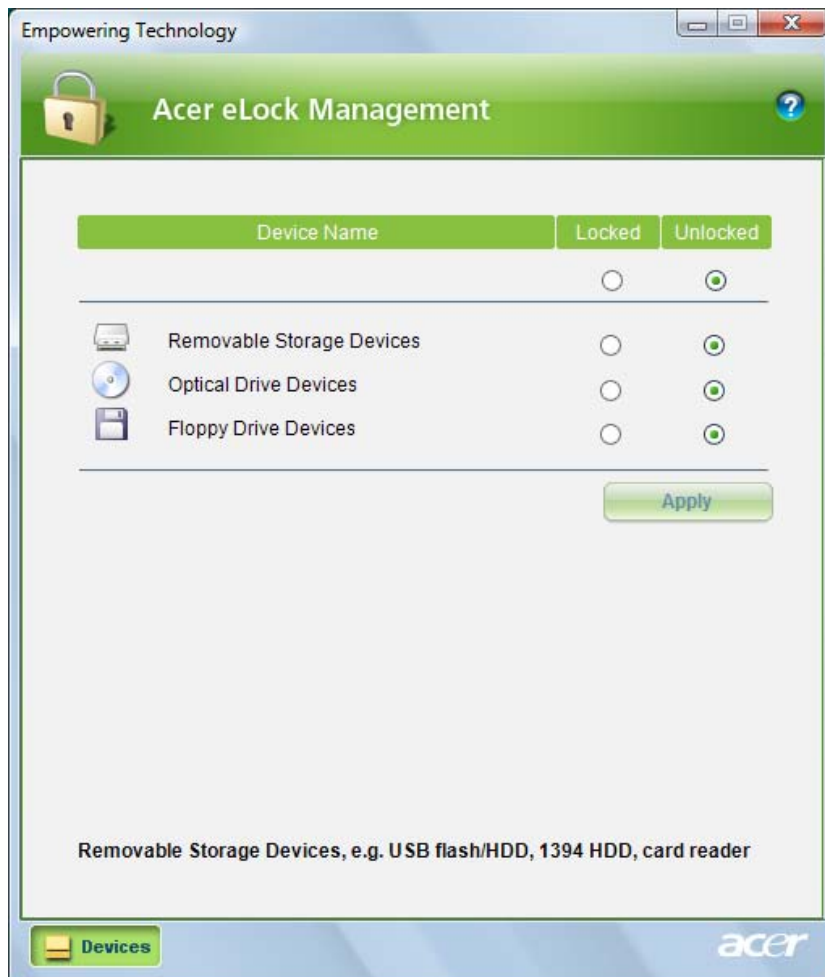 Empowering Technology
Acer eLock Management
?
Device Name Locked Unlocked
Removable Storage Devices
Optical Drive Devices
Floppy Drive Devices
Apply
Removable Storage Devices, e.g. USB flash/HDD, 1394 HDD, card reader
Devices acer